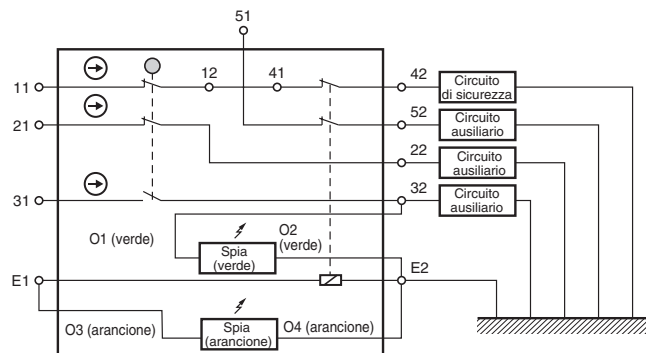 51
11
12
41
42
Circuito
di sicurezza
21
52
Circuito
ausiliario
22
Circuito
ausiliario
31
32
Circuito
ausiliario
O1 (verde)
O2
(verde)
Spia
(verde)
E1
E2
O3 (arancione)
Spia
(arancione)
O4 (arancione)